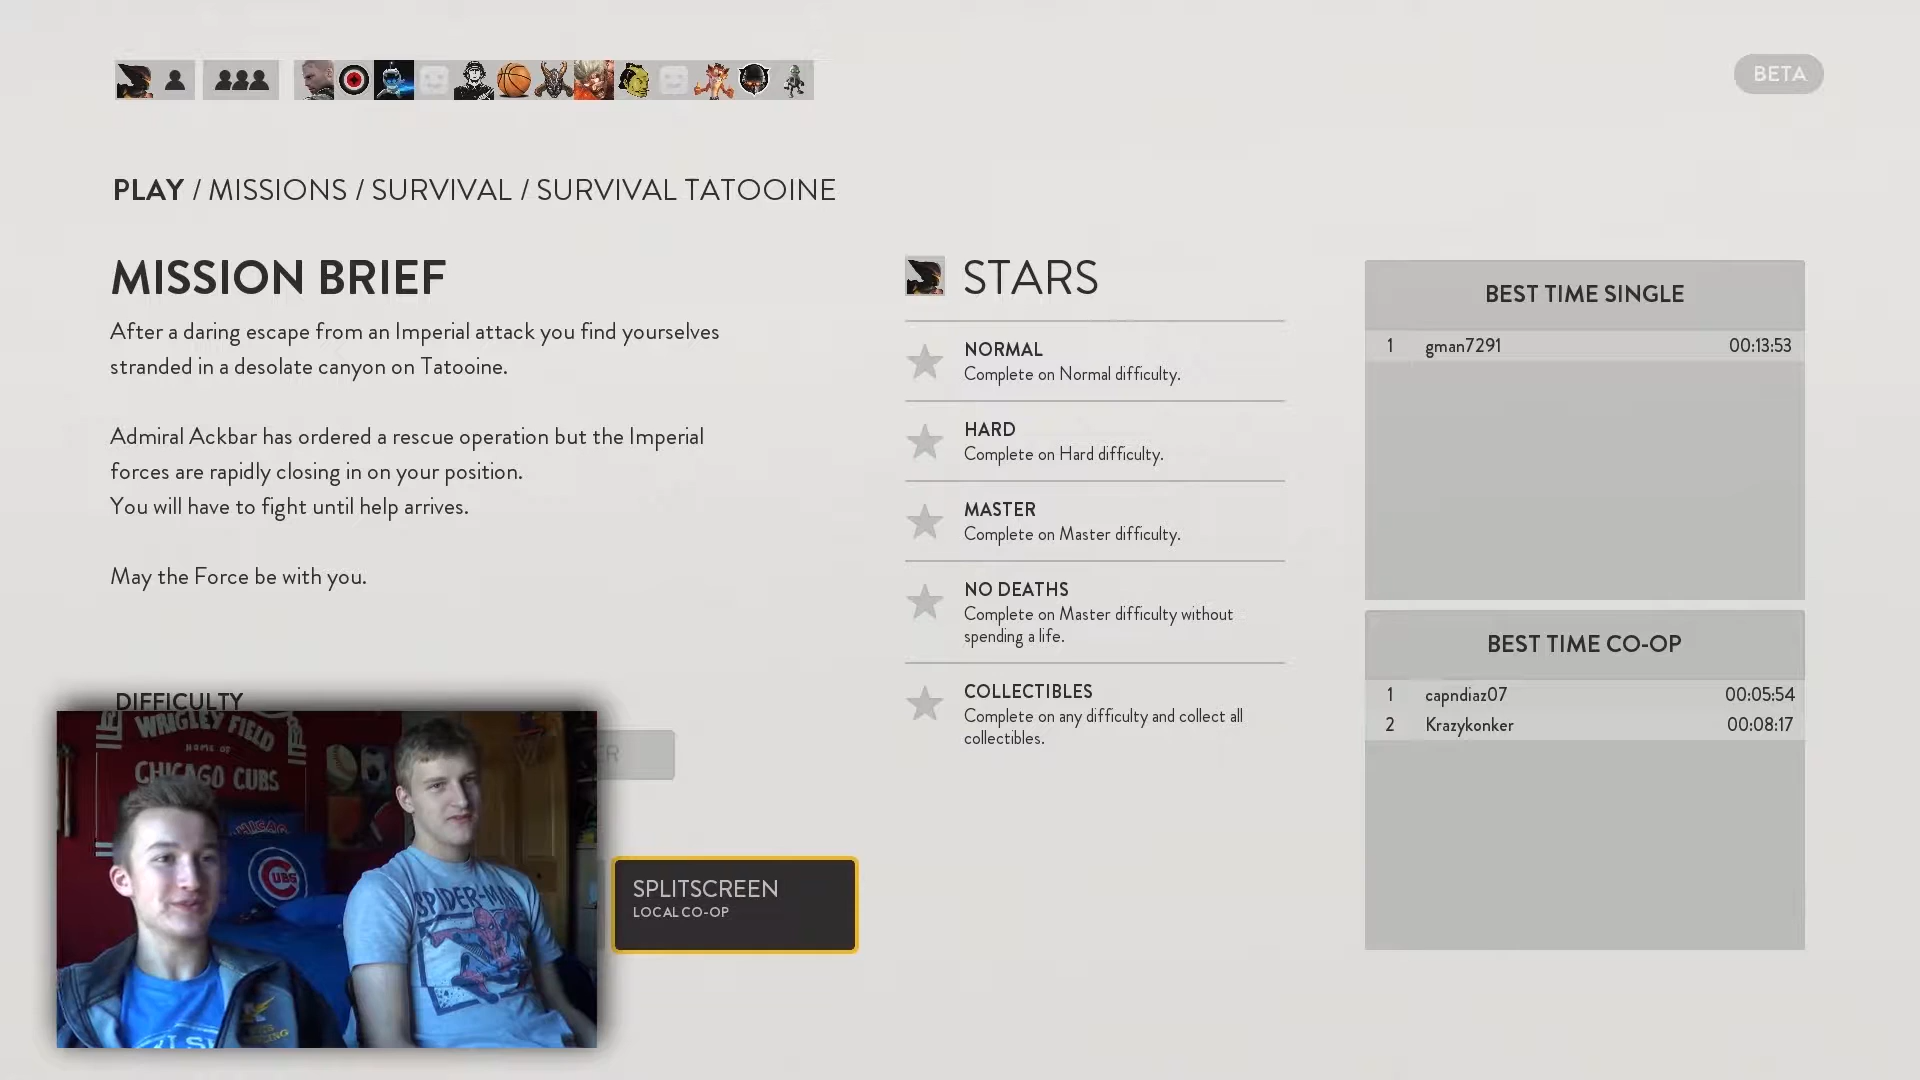 BETA
PLAY / MISSIONS / SURVIVAL / SURVIVAL TATOOINE
MISSION BRIEF
After a daring escape from an Imperial attack you find yourselves
stranded in a desolate canyon on Tatooine.
Admiral Ackbar has ordered a rescue operation but the Imperial
forces are rapidly closing in on your position.
You will have to fight until help arrives.
May the Force be with you.
DIFFICULTY
STARS
NORMAL
Complete on Normal difficulty.
HARD
Complete on Hard difficulty.
MASTER
Complete on Master difficulty.
NO DEATHS
Complete on Master difficulty without
spending a life.
COLLECTIBLES
Complete on any difficulty and collect all
collectibles.
BEST TIME SINGLE
1 gman7291 00:13:53
BEST TIME CO-OP
1 capndiaz07 00:05:54
2 Krazykonker 00:08:17
SPLITSCREEN
LOCAL CO-OP
WRIGLEY FIELD
HOME OF
CHICAGO CUBS
CHICAG
CUBS
SPIDER-MAN